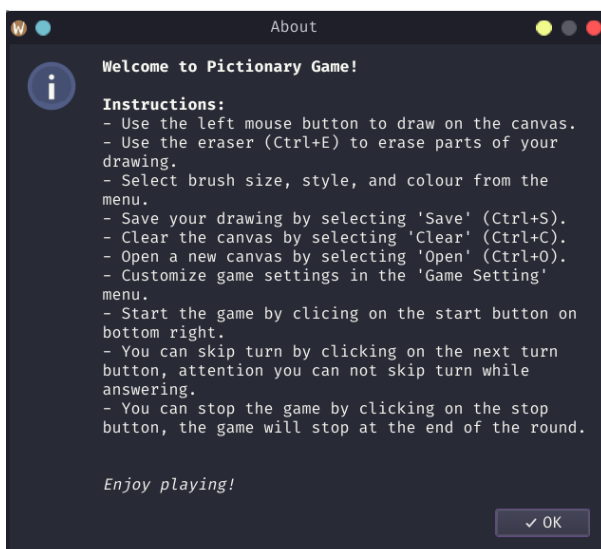 About
Welcome to Pictionary Game!
Instructions:
- Use the left mouse button to draw on the canvas.
- Use the eraser (Ctrl+E) to erase parts of your
drawing.
- Select brush size, style, and colour from the
menu.
- Save your drawing by selecting 'Save' (Ctrl+S).
- Clear the canvas by selecting 'Clear' (Ctrl+C).
- Open a new canvas by selecting 'Open' (Ctrl+O).
- Customize game settings in the 'Game Setting'
menu.
- Start the game by clicing on the start button on
bottom right.
- You can skip turn by clicking on the next turn
button, attention you can not skip turn while
answering.
- You can stop the game by clicking on the stop
button, the game will stop at the end of the round.
Enjoy playing!
✓ OK